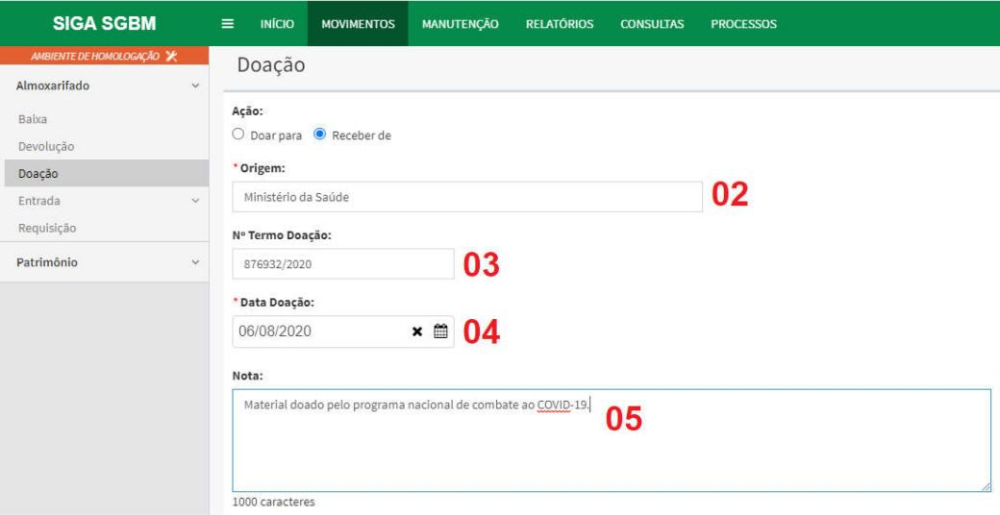 SIGA SGBM
INÍCIO MOVIMENTOS MANUTENÇÃO RELATÓRIOS CONSULTAS PROCESSOS
AMBIENTE DE HOMOLOGAÇÃO
Almoxarifado
Baixa
Devolução
Doação
Entrada
Requisição
Patrimônio
Doação
Ação:
Doar para Receber de
* Origem:
Ministério da Saúde 02
Nº Termo Doação:
876932/2020 03
* Data Doação:
06/08/2020 04
Nota:
Material doado pelo programa nacional de combate ao COVID-19. 05
1000 caracteres